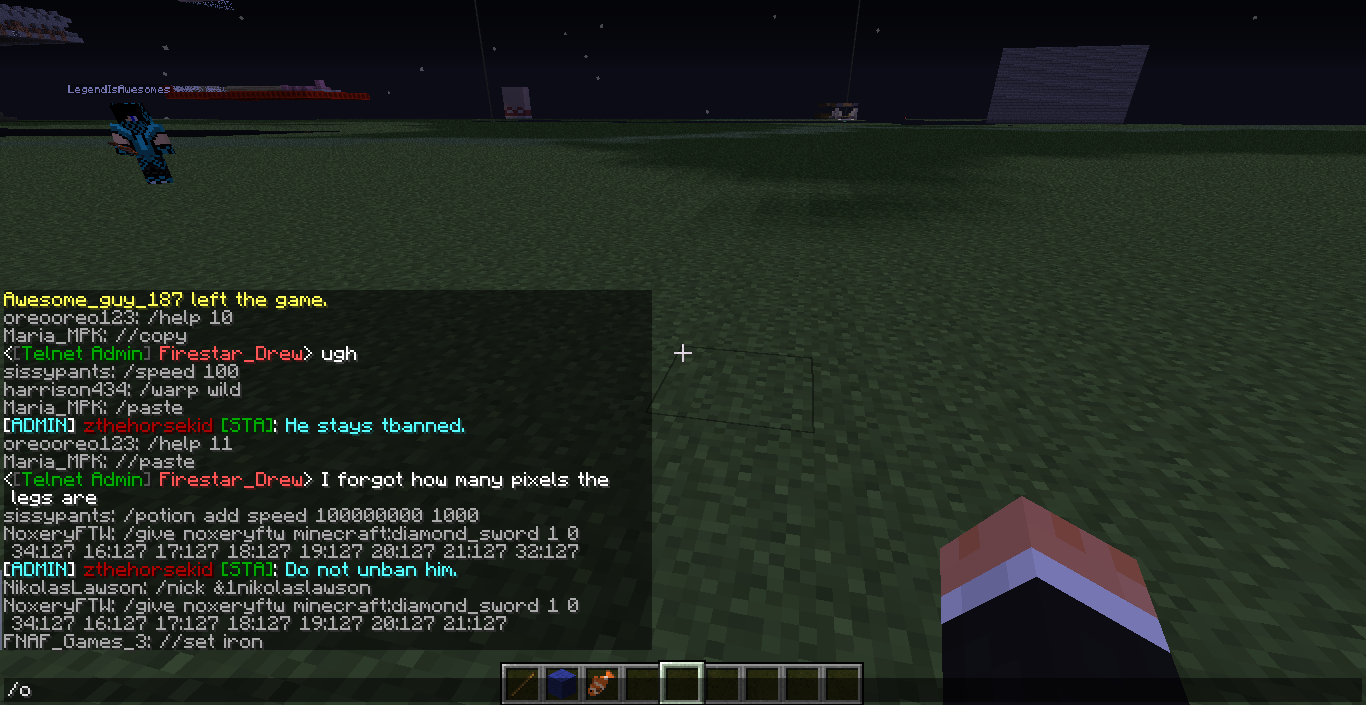 LegendIsAwesomes
Awesome_guy_187 left the game.
oreooreo123: /help 10
Maria_MPK: //copy
<[Telnet Admin] Firestar_Drew> ugh
sissypants: /speed 100
harrison434: /warp wild
Maria_MPK: /paste
[ADMIN] zthehorsekid [STA]: He stays tbanned.
oreooreo123: /help 11
Maria_MPK: //paste
<[Telnet Admin] Firestar_Drew> I forgot how many pixels the
legs are
sissypants: /potion add speed 100000000 1000
NoxeryFTW: /give noxeryftw minecraft:diamond_sword 1 0
34:127 16:127 17:127 18:127 19:127 20:127 21:127 32:127
[ADMIN] zthehorsekid [STA]: Do not unban him.
NikolasLawson: /nick &1nikolaslawson
NoxeryFTW: /give noxeryftw minecraft:diamond_sword 1 0
34:127 16:127 17:127 18:127 19:127 20:127 21:127
FNAF_Games_3: //set iron
/o